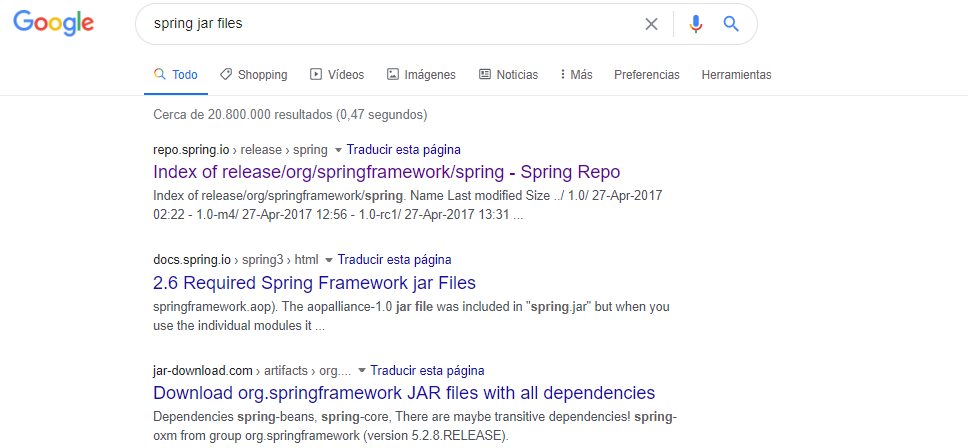 Google
spring jar files
Todo Shopping Vídeos Imágenes Noticias Más Preferencias Herramientas
Cerca de 20.800.000 resultados (0,47 segundos)
repo.spring.io › release › spring Traducir esta página
Index of release/org/springframework/spring - Spring Repo
Index of release/org/springframework/spring. Name Last modified Size ../ 1.0/ 27-Apr-2017
02:22 - 1.0-m4/ 27-Apr-2017 12:56 - 1.0-rc1/ 27-Apr-2017 13:31 ...
docs.spring.io › spring3 › html Traducir esta página
2.6 Required Spring Framework jar Files
springframework.aop). The aopalliance-1.0 jar file was included in "spring.jar" but when you
use the individual modules it ...
jar-download.com › artifacts › org.... Traducir esta página
Download org.springframework JAR files with all dependencies
Dependencies spring-beans, spring-core, There are maybe transitive dependencies! spring-
oxm from group org.springframework (version 5.2.8.RELEASE).